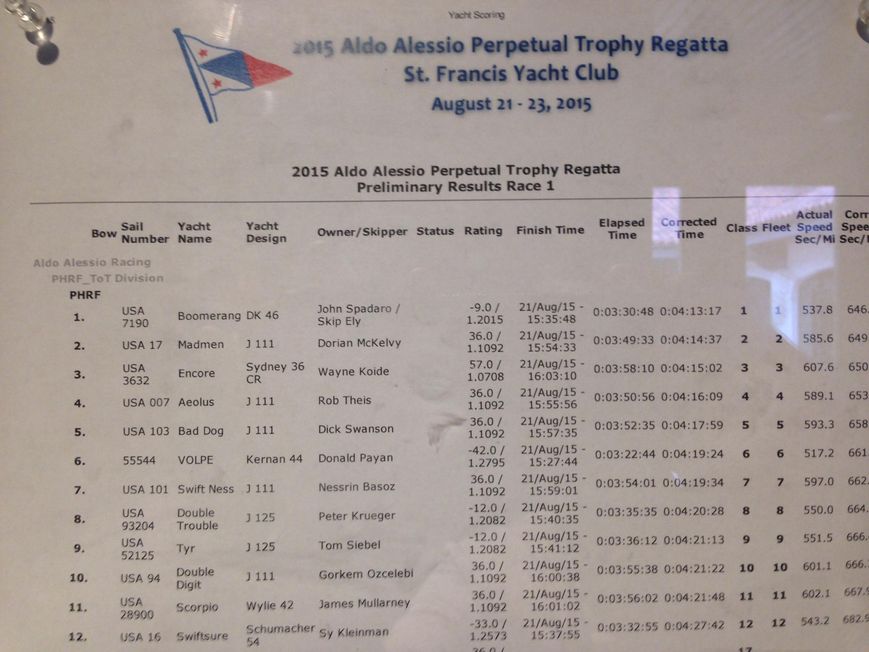 Yacht Scoring
2015 Aldo Alessio Perpetual Trophy Regatta
St. Francis Yacht Club
August 21 - 23, 2015
2015 Aldo Alessio Perpetual Trophy Regatta
Preliminary Results Race 1
Bow Sail Number Yacht Name Yacht Design Owner/Skipper Status Rating Finish Time Elapsed Time Corrected Time Class Fleet Actual Speed Sec/Mi Corr Spee Sec/
Aldo Alessio Racing
PHRF_ToT Division
PHRF
1. USA 7190 Boomerang DK 46 John Spadaro / Skip Ely -9.0 / 1.2015 21/Aug/15 - 15:35:48 0:03:30:48 0:04:13:17 1 1 537.8 646.
2. USA 17 Madmen J 111 Dorian McKelvy 36.0 / 1.1092 21/Aug/15 - 15:54:33 0:03:49:33 0:04:14:37 2 2 585.6 649
3. USA 3632 Encore Sydney 36 CR Wayne Koide 57.0 / 1.0708 21/Aug/15 - 16:03:10 0:03:58:10 0:04:15:02 3 3 607.6 650
4. USA 007 Aeolus J 111 Rob Theis 36.0 / 1.1092 21/Aug/15 - 15:55:56 0:03:50:56 0:04:16:09 4 4 589.1 653
5. USA 103 Bad Dog J 111 Dick Swanson 36.0 / 1.1092 21/Aug/15 - 15:57:35 0:03:52:35 0:04:17:59 5 5 593.3 658
6. 55544 VOLPE Kernan 44 Donald Payan -42.0 / 1.2795 21/Aug/15 - 15:27:44 0:03:22:44 0:04:19:24 6 6 517.2 661
7. USA 101 Swift Ness J 111 Nessrin Basoz 36.0 / 1.1092 21/Aug/15 - 15:59:01 0:03:54:01 0:04:19:34 7 7 597.0 662.
8. USA 93204 Double Trouble J 125 Peter Krueger -12.0 / 1.2082 21/Aug/15 - 15:40:35 0:03:35:35 0:04:20:28 8 8 550.0 664.
9. USA 52125 Tyr J 125 Tom Siebel -12.0 / 1.2082 21/Aug/15 - 15:41:12 0:03:36:12 0:04:21:13 9 9 551.5 666.
10. USA 94 Double Digit J 111 Gorkem Ozcelebi 36.0 / 1.1092 21/Aug/15 - 16:00:38 0:03:55:38 0:04:21:22 10 10 601.1 666.
11. USA 28900 Scorpio Wylie 42 James Mullarney 36.0 / 1.1092 21/Aug/15 - 16:01:02 0:03:56:02 0:04:21:48 11 11 602.1 667.9
12. USA 16 Swiftsure Schumacher 54 Sy Kleinman -33.0 / 1.2573 21/Aug/15 - 15:37:55 0:03:32:55 0:04:27:42 12 12 543.2 682.9